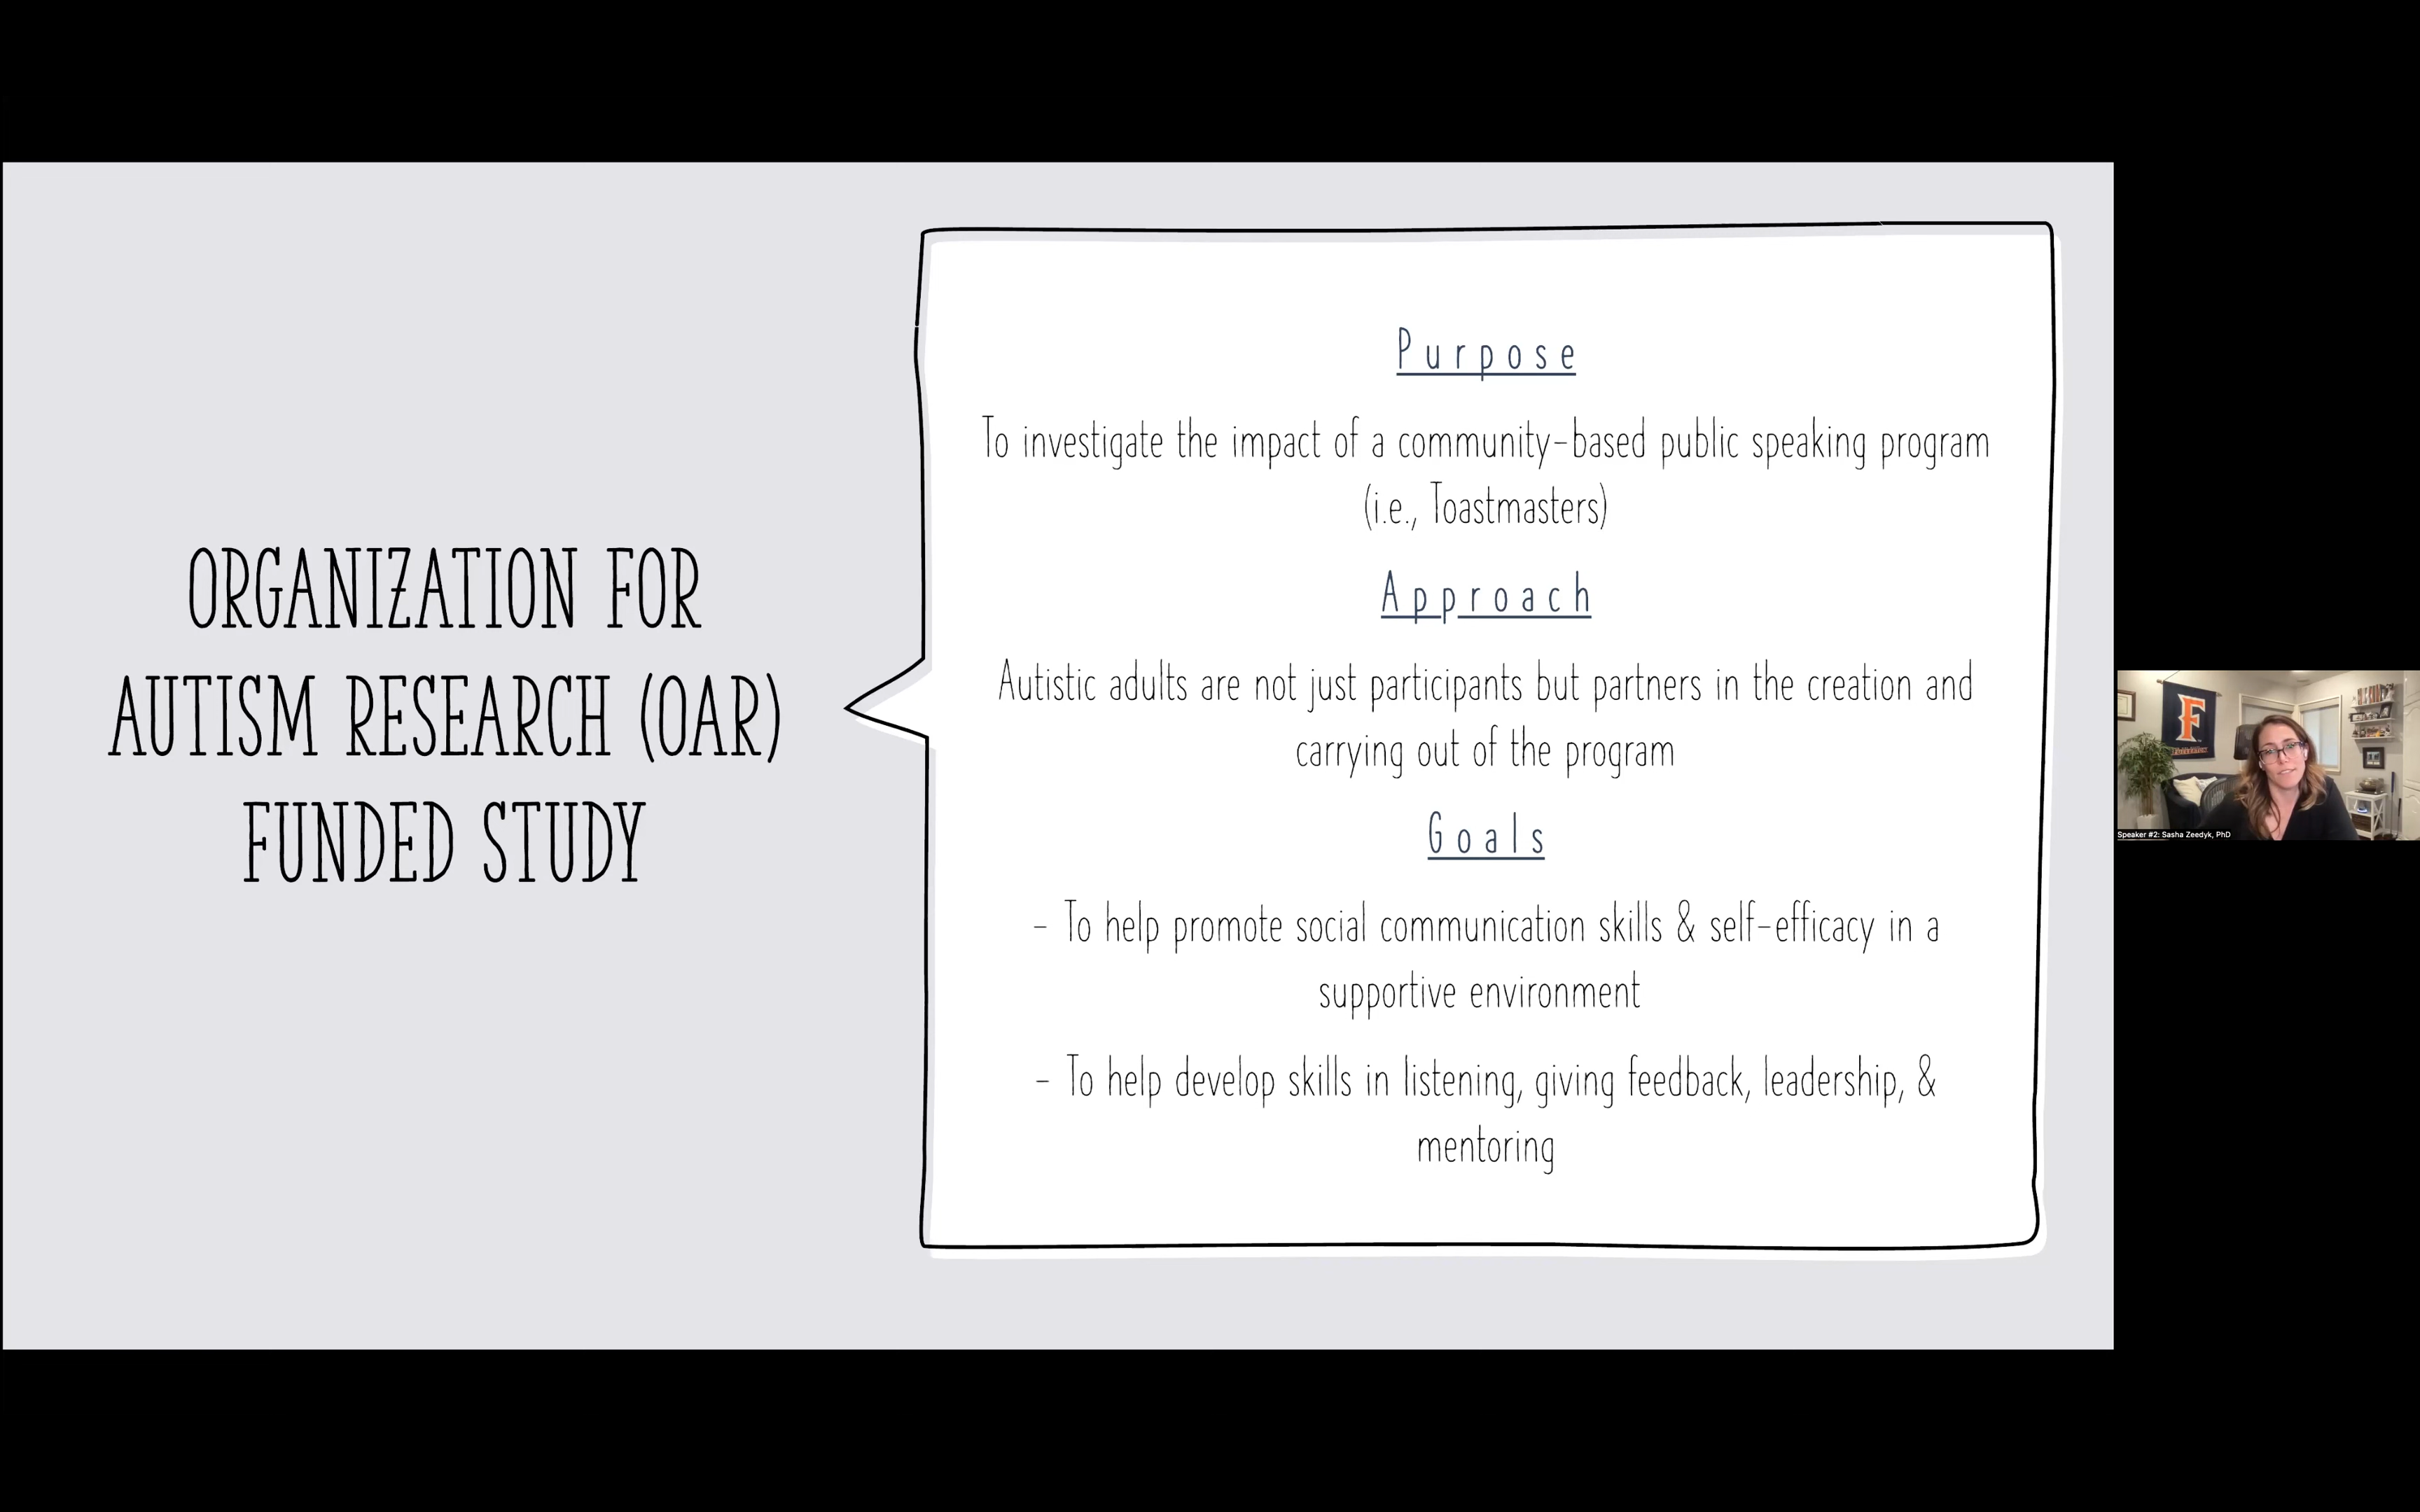 ORGANIZATION FOR
AUTISM RESEARCH (OAR)
FUNDED STUDY
Purpose
To investigate the impact of a community-based public speaking program
(i.e., Toastmasters)
Approach
Autistic adults are not just participants but partners in the creation and
carrying out of the program
Goals
- To help promote social communication skills & self-efficacy in a
supportive environment
- To help develop skills in listening, giving feedback, leadership, &
mentoring
F
Speaker #2: Sasha Zeedyk, PhD